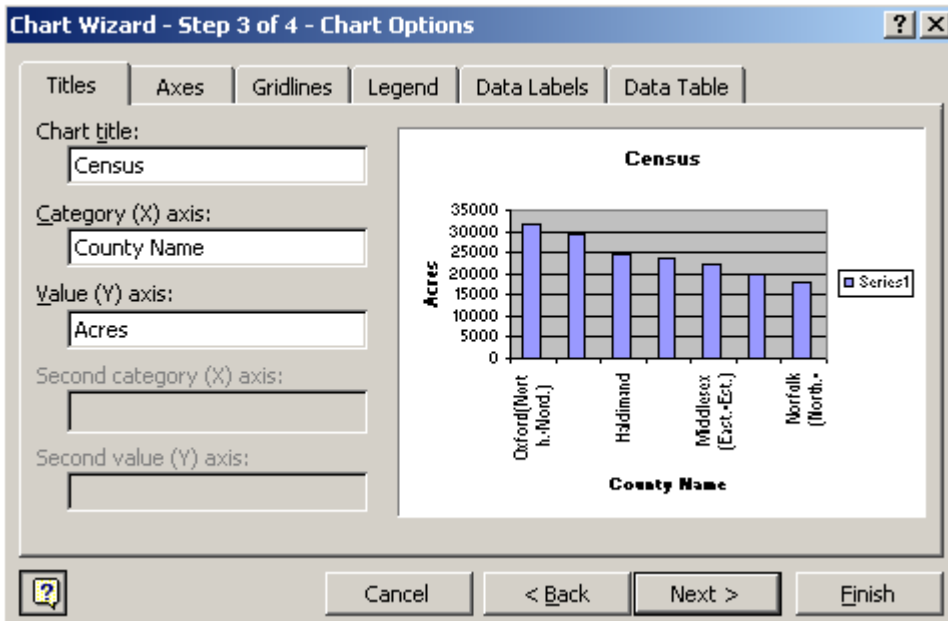 Chart Wizard - Step 3 of 4 - Chart Options
Titles Axes Gridlines Legend Data Labels Data Table
Chart title:
Census
Category (X) axis:
County Name
Value (Y) axis:
Acres
Second category (X) axis:
Second value (Y) axis:
Census
Acres
35000
30000
25000
20000
15000
10000
5000
0
Oxford(Nort
h.•Nord.)
Haldimand
Middlesex
(East.•Est.)
Norfolk
(North.•
County Name
Series1
Cancel
< Back
Next >
Finish